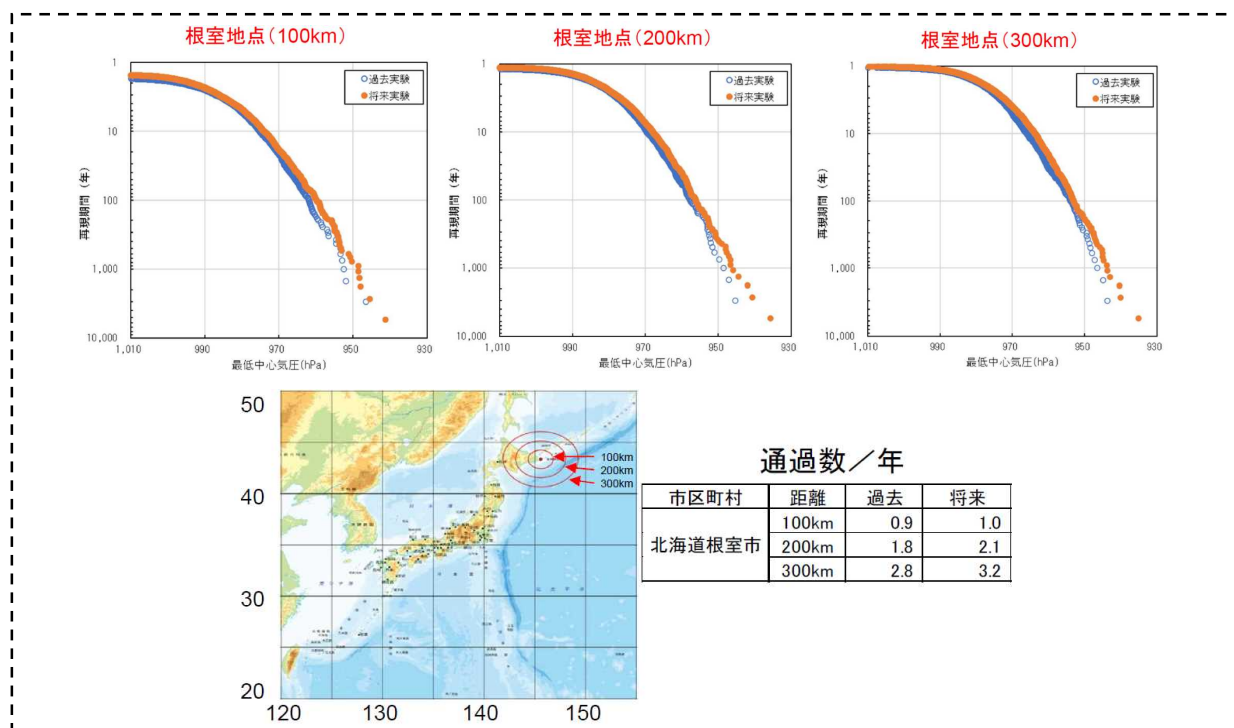 根室地点(100km)
根室地点(200km)
根室地点(300km)
1
10
100
1,000
10,000
再現期間(年)
○過去実験
●将来実験
1,010
990
970
950
930
最低中心気圧(hPa)
1
10
100
1,000
10,000
再現期間(年)
○過去実験
●将来実験
1,010
990
970
950
930
最低中心気圧(hPa)
1
10
100
1,000
10,000
再現期間(年)
○過去実験
●将来実験
1,010
990
970
950
930
最低中心気圧(hPa)
50
40
30
20
120
130
140
150
100km
200km
300km
通過数/年
市区町村 距離 過去 将来
北海道根室市 100km 0.9 1.0
200km 1.8 2.1
300km 2.8 3.2